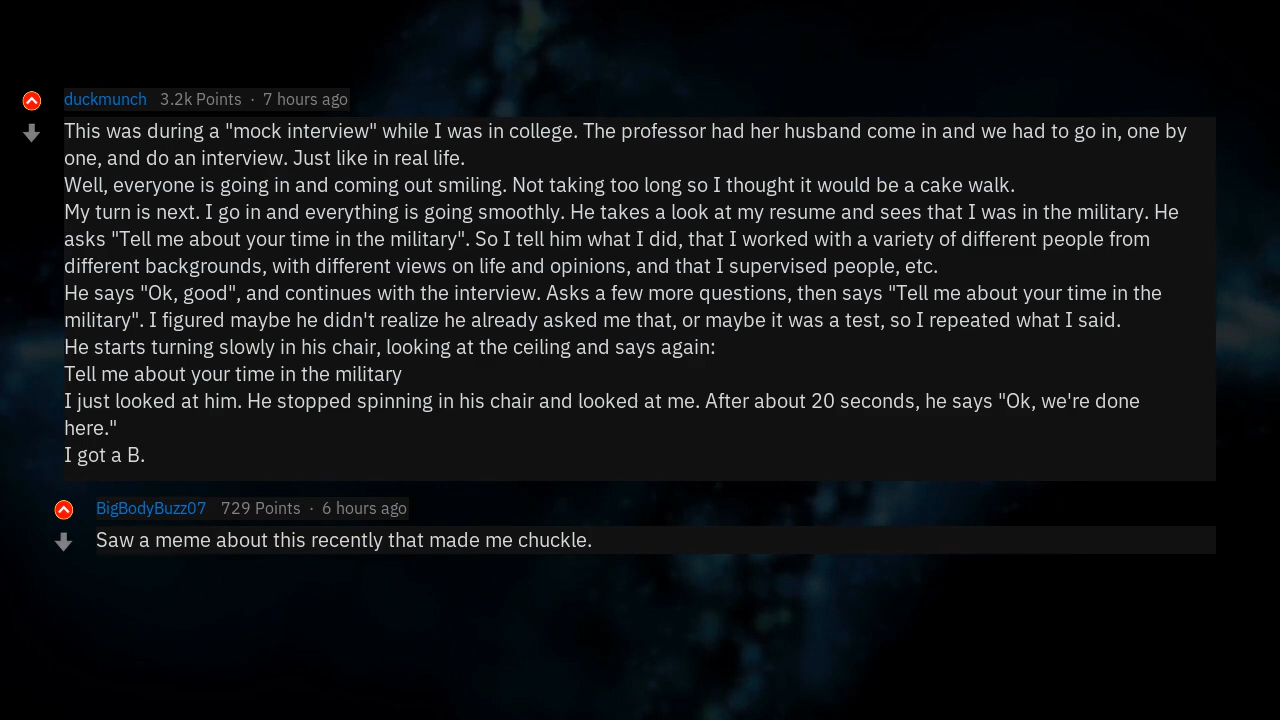 duckmunch 3.2k Points · 7 hours ago
This was during a "mock interview" while I was in college. The professor had her husband come in and we had to go in, one by
one, and do an interview. Just like in real life.
Well, everyone is going in and coming out smiling. Not taking too long so I thought it would be a cake walk.
My turn is next. I go in and everything is going smoothly. He takes a look at my resume and sees that I was in the military. He
asks "Tell me about your time in the military". So I tell him what I did, that I worked with a variety of different people from
different backgrounds, with different views on life and opinions, and that I supervised people, etc.
He says "Ok, good", and continues with the interview. Asks a few more questions, then says "Tell me about your time in the
military". I figured maybe he didn't realize he already asked me that, or maybe it was a test, so I repeated what I said.
He starts turning slowly in his chair, looking at the ceiling and says again:
Tell me about your time in the military
I just looked at him. He stopped spinning in his chair and looked at me. After about 20 seconds, he says "Ok, we're done
here."
I got a B.
BigBodyBuzz07 729 Points · 6 hours ago
Saw a meme about this recently that made me chuckle.